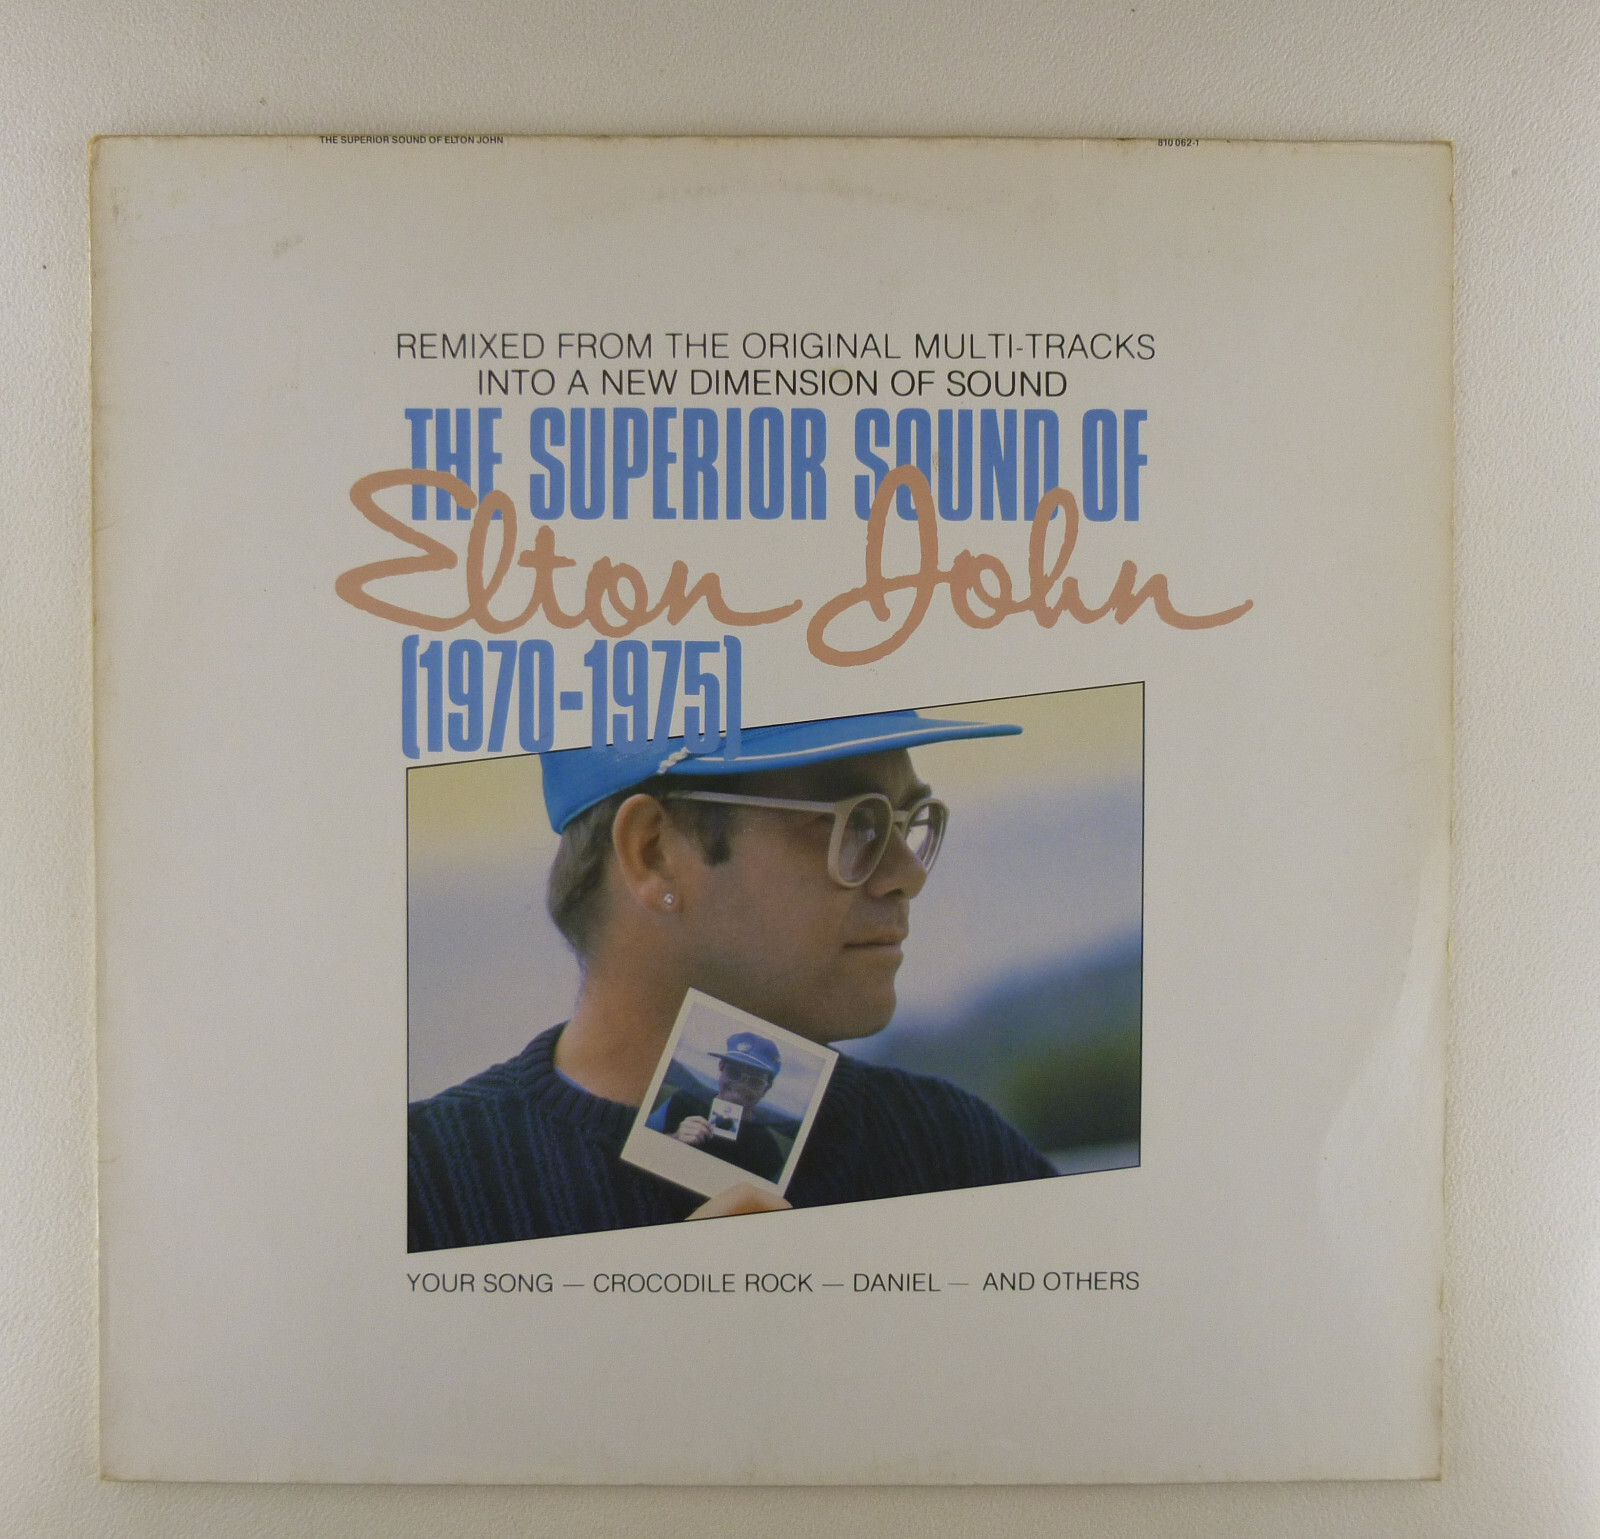 THE SUPERIOR SOUND OF ELTON JOHN
810 062-1
REMIXED FROM THE ORIGINAL MULTI-TRACKS
INTO A NEW DIMENSION OF SOUND
THE SUPERIOR SOUND OF
Elton John
(1970-1975)
YOUR SONG — CROCODILE ROCK — DANIEL — AND OTHERS